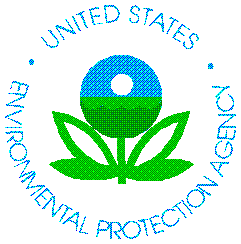 UNITED STATES
ENVIRONMENTAL PROTECTION AGENCY